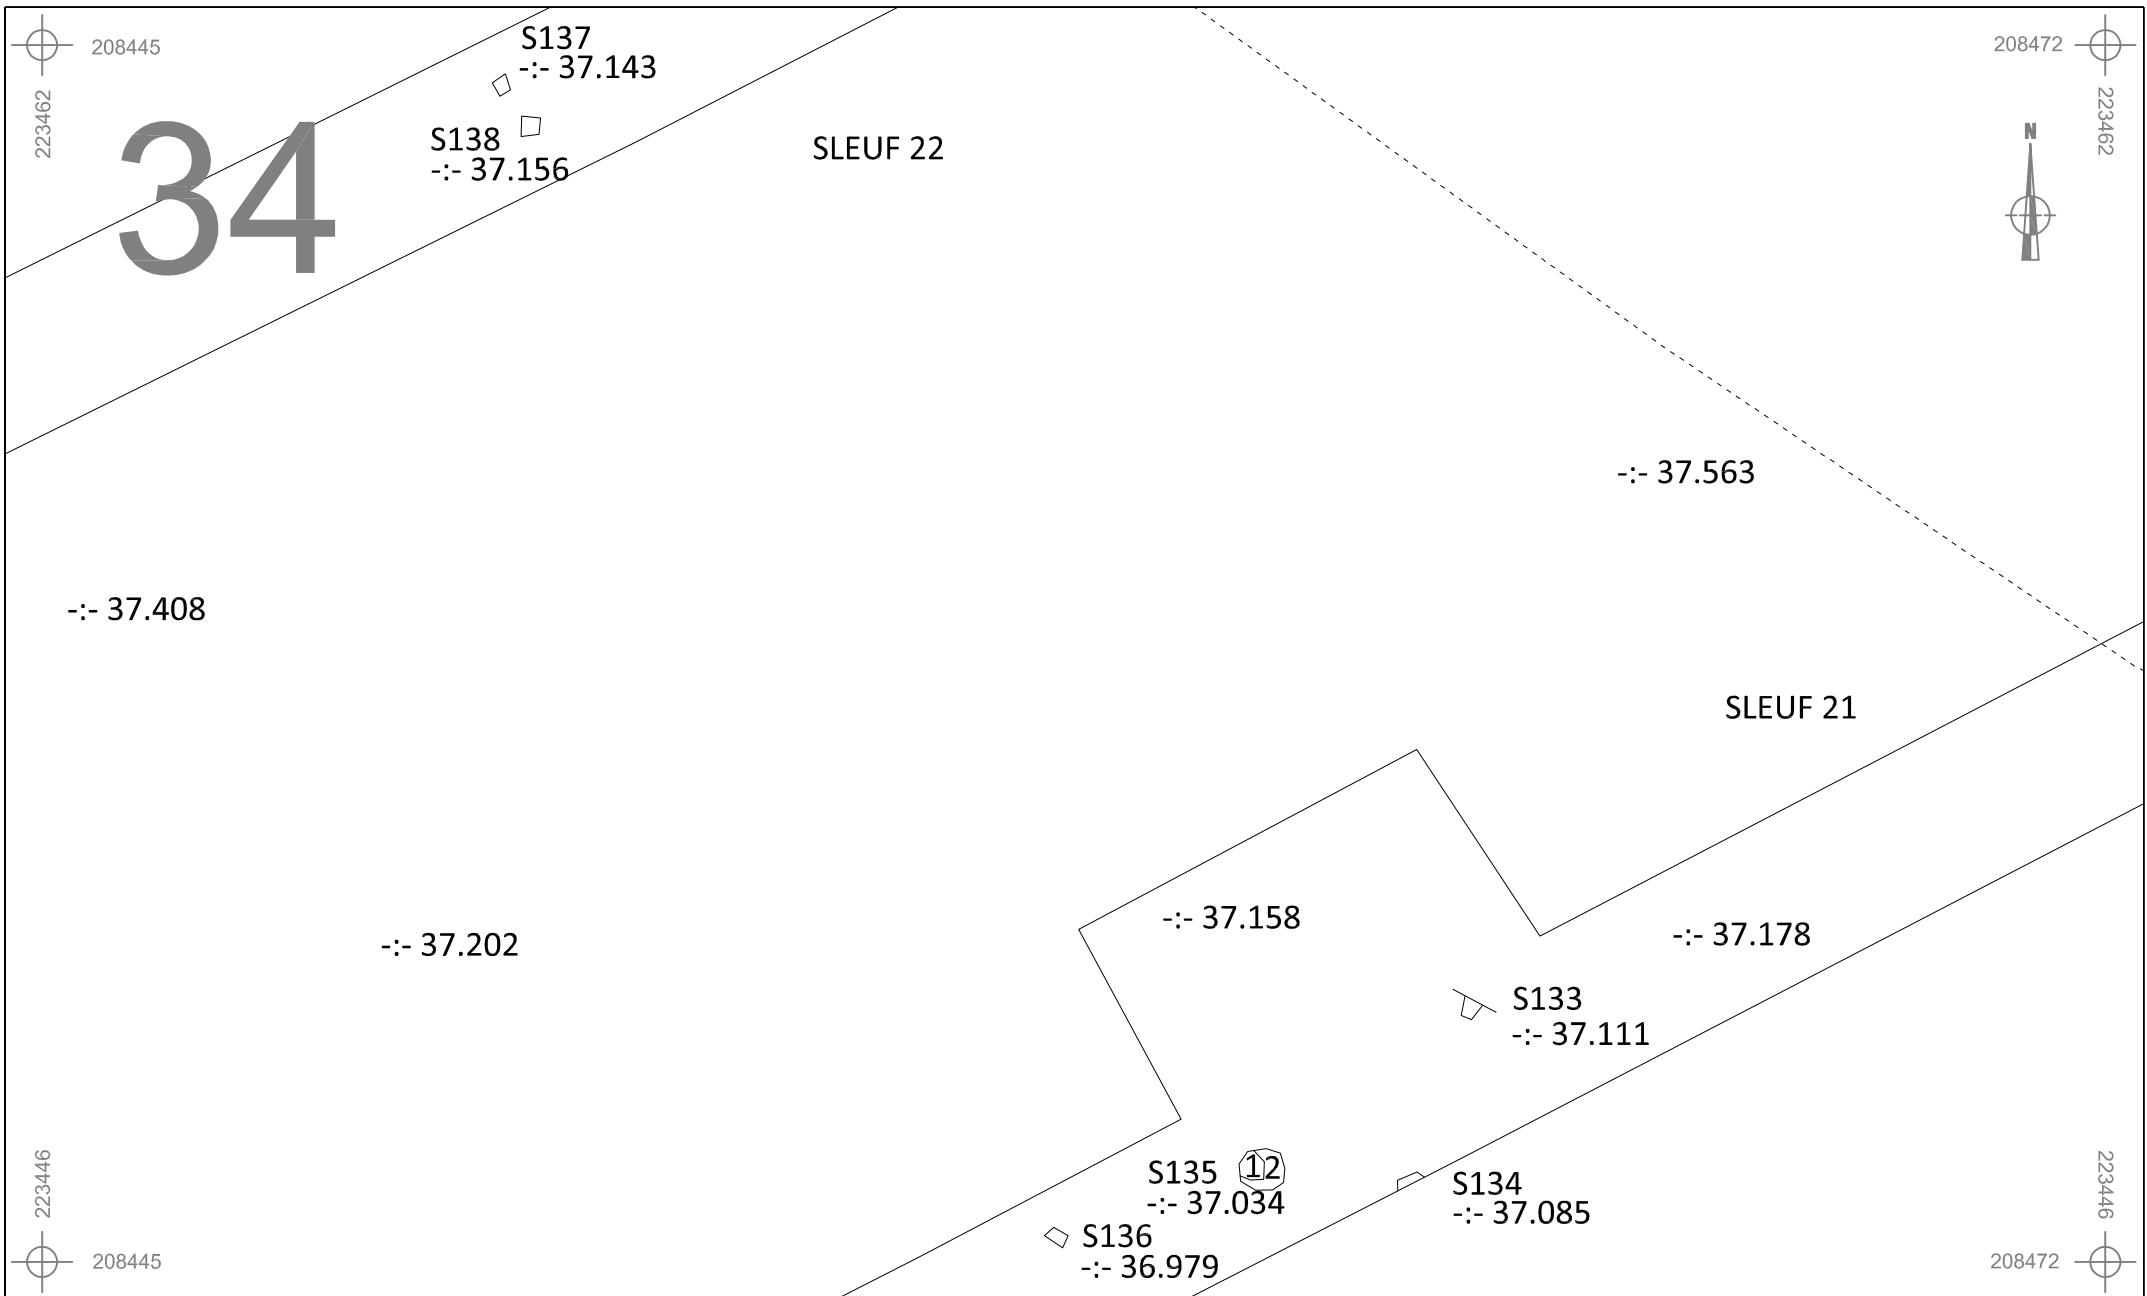 208445
223462
34
S137
-:- 37.143
S138
-:- 37.156
SLEUF 22
208472
223462
N
-:- 37.563
-:- 37.408
SLEUF 21
-:- 37.202
-:- 37.158
-:- 37.178
S133
-:- 37.111
S135
12
-:- 37.034
S134
-:- 37.085
S136
-:- 36.979
223446
208445
223446
208472